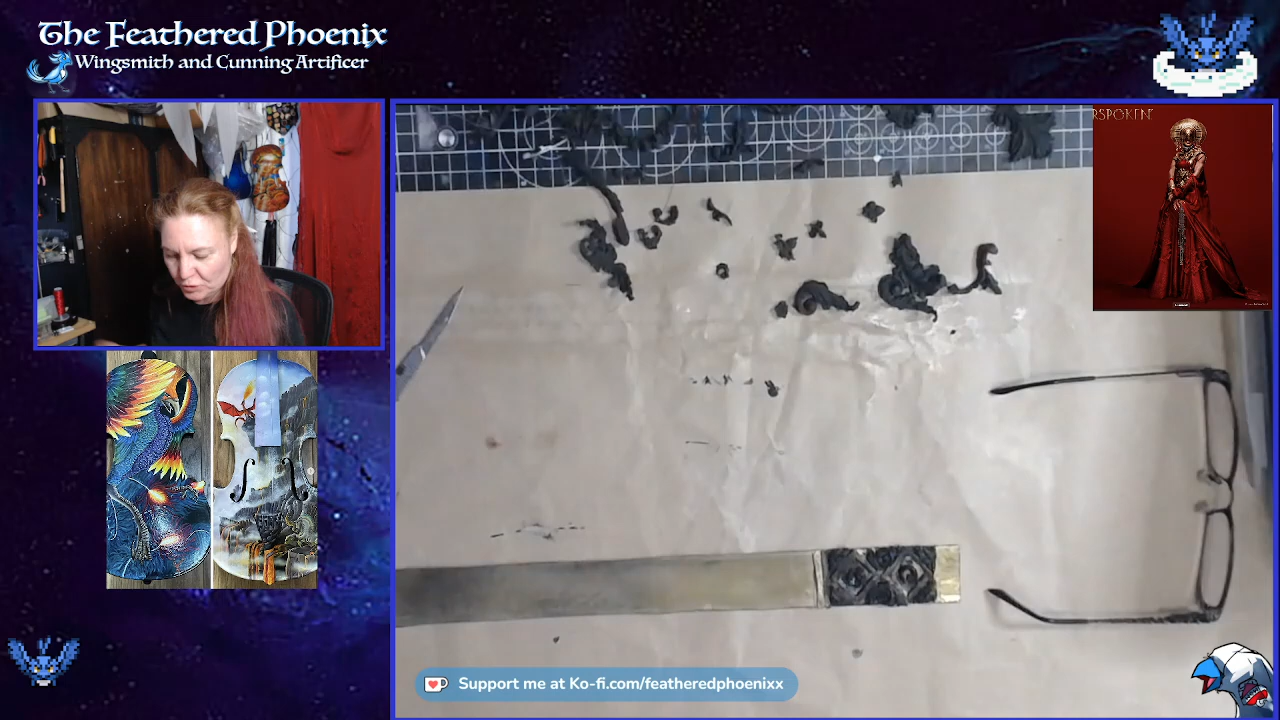 The Feathered Phoenix
Wingsmith and Cunning Artificer
RSPOKEN
Support me at Ko-fi.com/featheredphoenixx